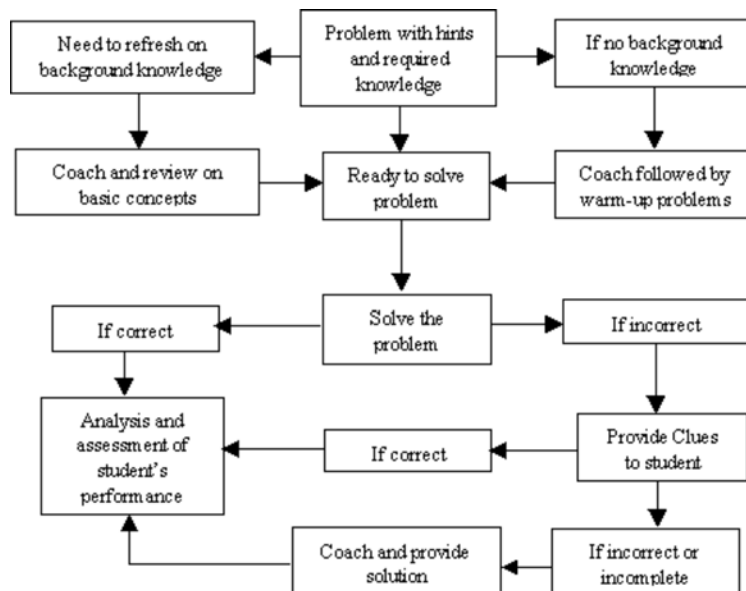 Need to refresh on
background knowledge
Problem with hints
and required
knowledge
If no background
knowledge
Coach and review on
basic concepts
Ready to solve
problem
Coach followed by
warm-up problems
If correct
Solve the
problem
If incorrect
Analysis and
assessment of
student's
performance
If correct
Provide Clues
to student
Coach and provide
solution
If incorrect or
incomplete